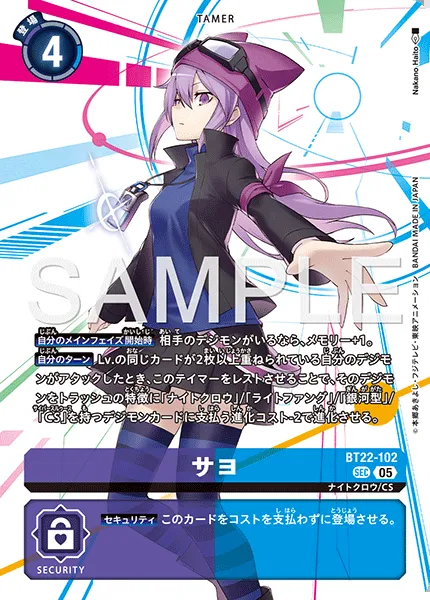 TAMER
登場
4
Nakano Haito
BANDAI MADE IN JAPAN
©本郷あきよし・フジテレビ・東映アニメーション
SAMPLE
自分のメインフェイズ開始時 相手のデジモンがいるなら、メモリー+1。
自分のターン Lv.の同じカードが2枚以上重ねられている自分のデジモ
ンがアタックしたとき、このテイマーをレストさせることで、そのデジモ
ンをトラッシュの特徴に「ナイトクロウ」/「ライトファング」/「銀河型」/
「CS」を持つデジモンカードに支払う進化コスト-2で進化させる。
サヨ
BT22-102
SEC 05
ナイトクロウ/CS
セキュリティ このカードをコストを支払わずに登場させる。
SECURITY